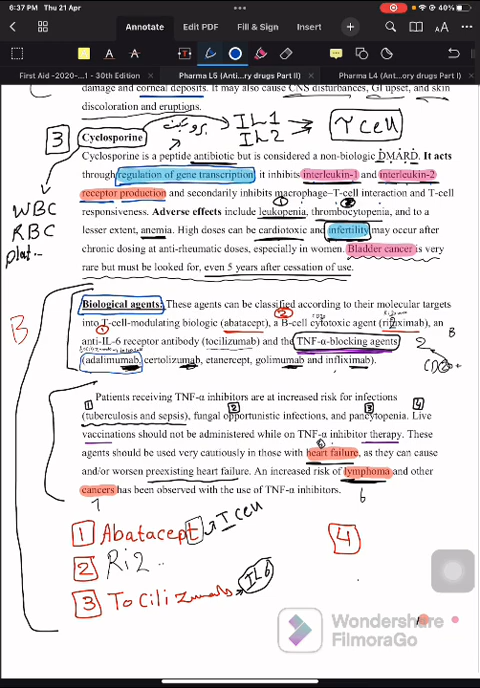 6:37 PM Thu 21 Apr
40%
Annotate Edit PDF Fill & Sign Insert
First Aid -2020-...1 - 30th Edition
Pharma L5 (Anti...ory drugs Part II)
Pharma L4 (Anti...ory drugs Part I)
damage and corneal deposits. It may also cause CNS disturbances, GI upset, and skin
discoloration and eruptions.
3 Cyclosporine
IL1
IL2
T Cell
Cyclosporine is a peptide antibiotic but is considered a non-biologic DMARD. It acts
through regulation of gene transcription it inhibits interleukin-1 and interleukin-2
receptor production and secondarily inhibits macrophage–T-cell interaction and T-cell
responsiveness. Adverse effects include leukopenia, thrombocytopenia, and to a
lesser extent, anemia. High doses can be cardiotoxic and infertility may occur after
chronic dosing at anti-rheumatic doses, especially in women. Bladder cancer is very
rare but must be looked for, even 5 years after cessation of use.
WBC
RBC
plat..
B
Biological agents: These agents can be classified according to their molecular targets
into T-cell-modulating biologic (abatacept), a B-cell cytotoxic agent (rituximab), an
anti-IL-6 receptor antibody (tocilizumab) and the TNF-α-blocking agents
(adalimumab, certolizumab, etanercept, golimumab and infliximab).
2
B
CD2+
Patients receiving TNF-α inhibitors are at increased risk for infections
1 2 3 4
(tuberculosis and sepsis), fungal opportunistic infections, and pancytopenia. Live
vaccinations should not be administered while on TNF-α inhibitor therapy. These
agents should be used very cautiously in those with heart failure, as they can cause
and/or worsen preexisting heart failure. An increased risk of lymphoma and other
cancers has been observed with the use of TNF-α inhibitors.
7
6
1 Abatacept → T Cell
2 Ri2 ..
3 Tocilizumab → IL6
4
Wondershare
FilmoraGo